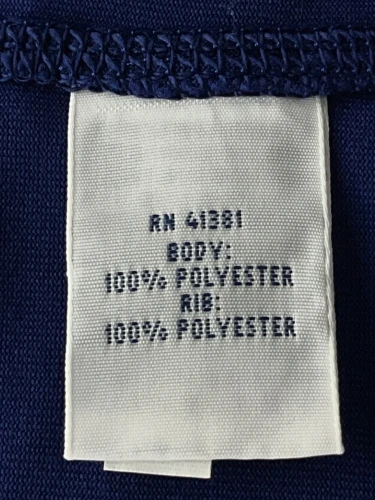 RN 41381
BODY:
100% POLYESTER
RIB:
100% POLYESTER